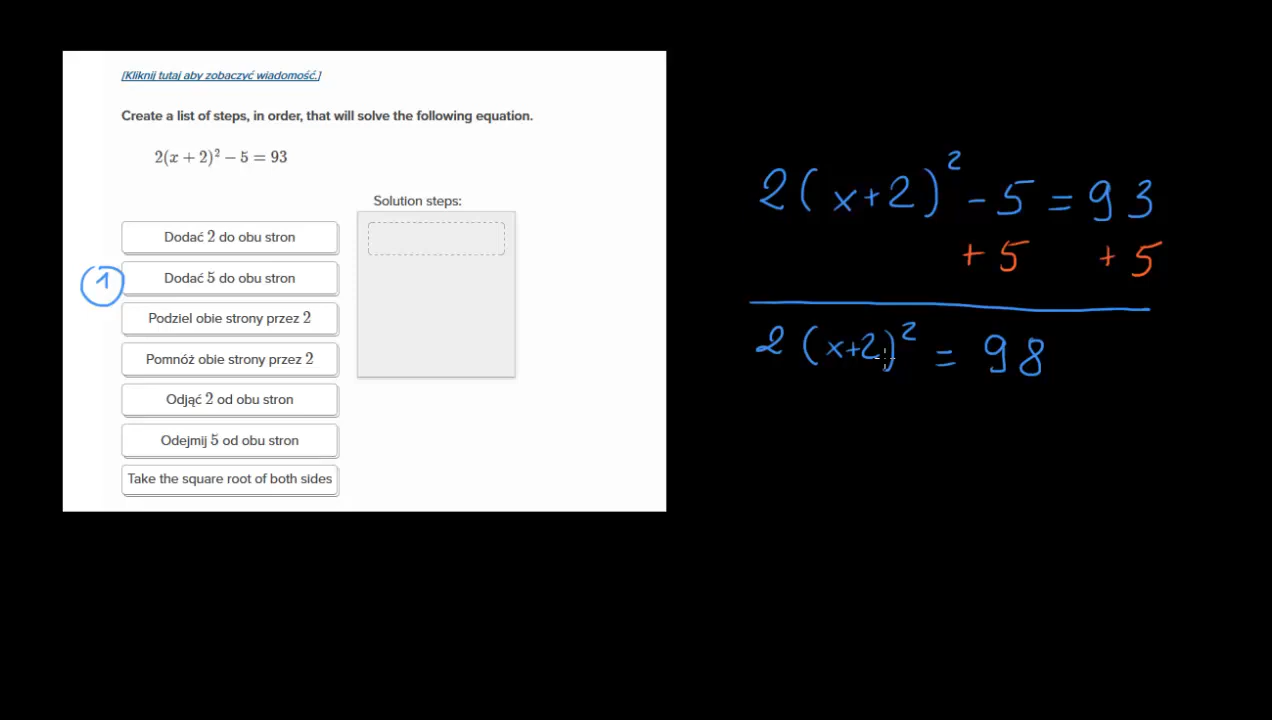 [Kliknij tutaj aby zobaczyć wiadomość.]
Create a list of steps, in order, that will solve the following equation.
2(x + 2)² − 5 = 93
Solution steps:
Dodać 2 do obu stron
1
Dodać 5 do obu stron
Podziel obie strony przez 2
Pomnóż obie strony przez 2
Odjąć 2 od obu stron
Odejmij 5 od obu stron
Take the square root of both sides
2(x+2)² - 5 = 93
+5 +5
2(x+2)² = 98